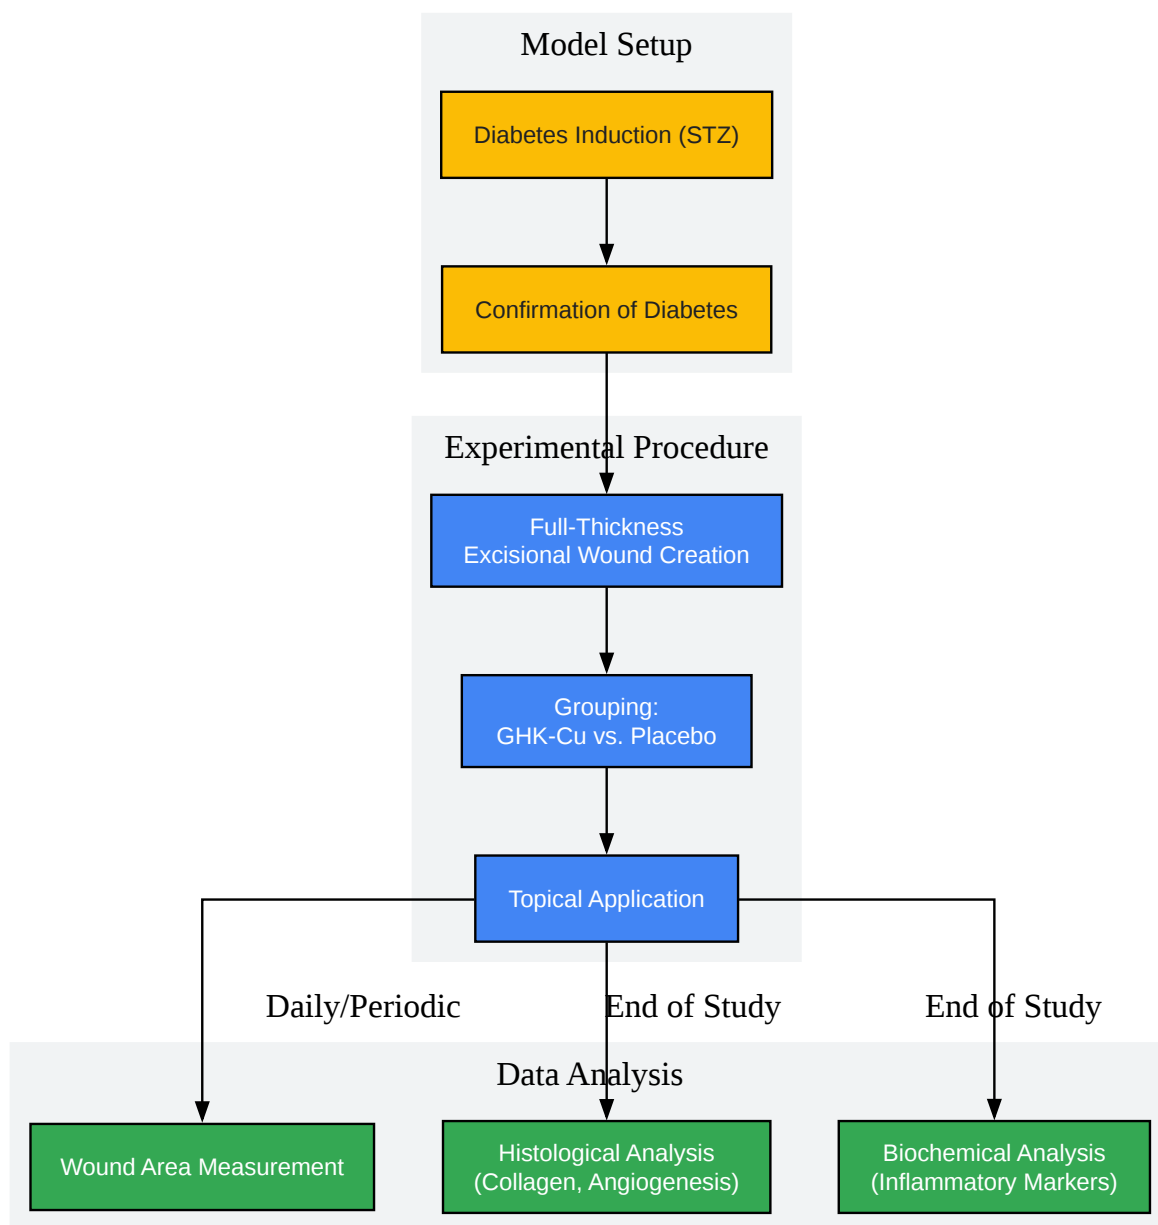 Model Setup
Diabetes Induction (STZ)
Confirmation of Diabetes
Experimental Procedure
Full-Thickness
Excisional Wound Creation
Grouping:
GHK-Cu vs. Placebo
Topical Application
Daily/Periodic
End of Study
End of Study
Data Analysis
Wound Area Measurement
Histological Analysis
(Collagen, Angiogenesis)
Biochemical Analysis
(Inflammatory Markers)